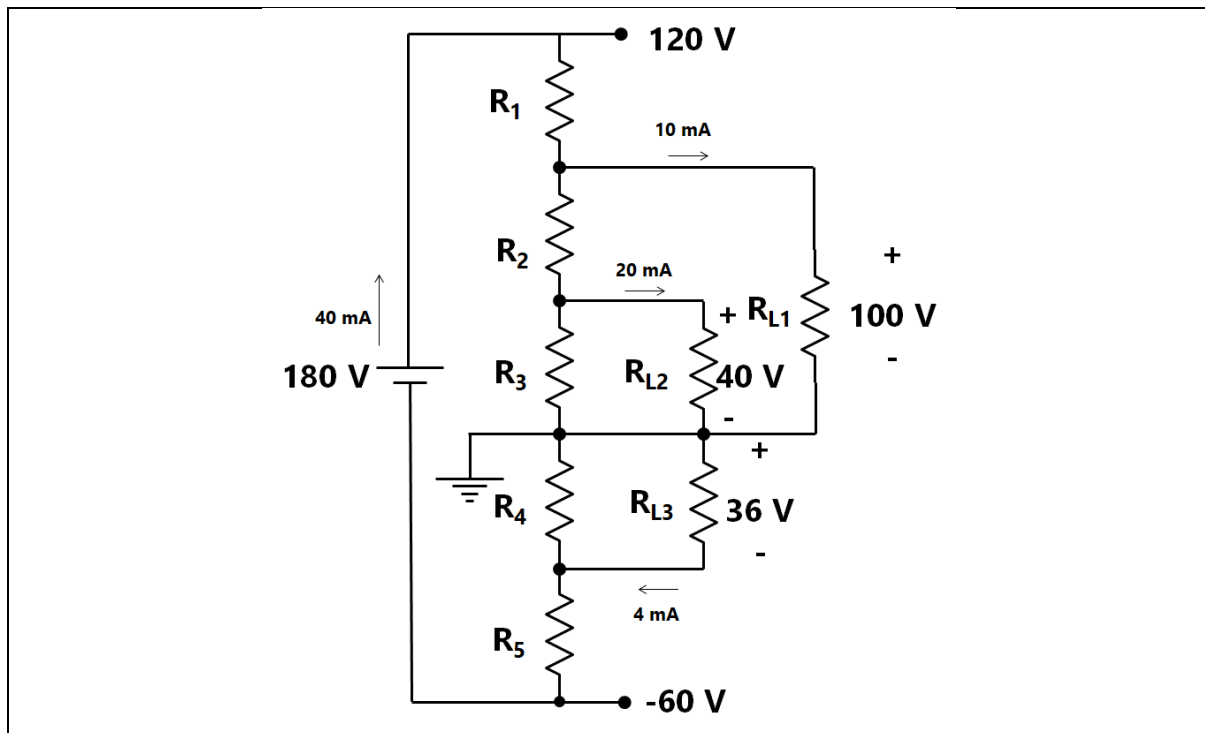 120 V
R1
10 mA
R2
20 mA
+
40 mA
+ RL1 100 V
180 V
R3
RL2 40 V
-
-
+
R4
RL3 36 V
-
4 mA
R5
-60 V